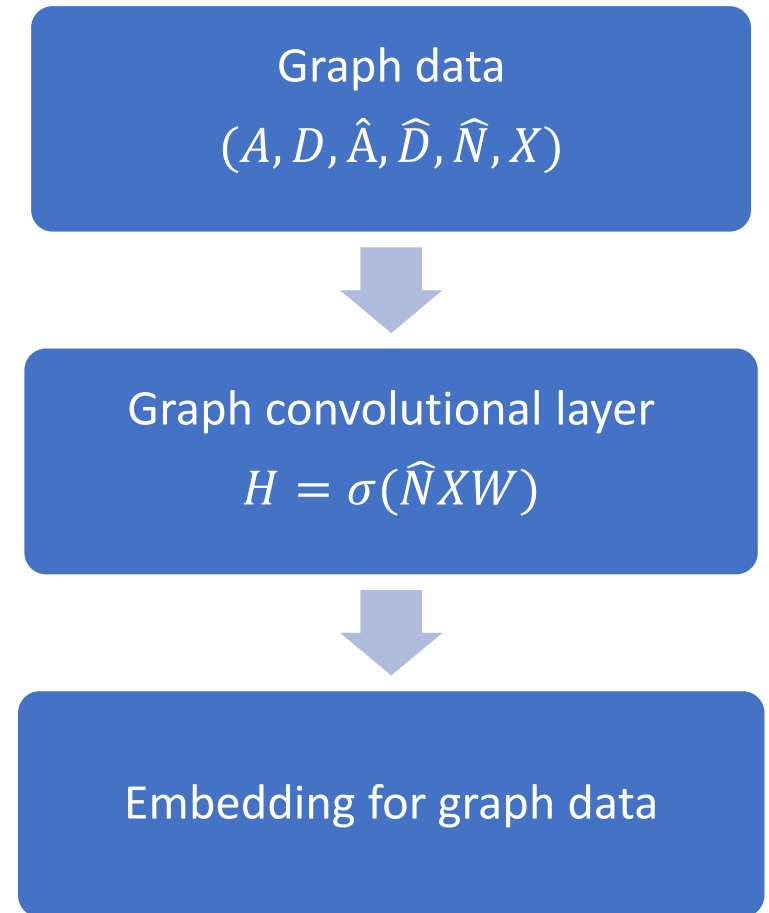 Graph data
(A, D, Â, D̂, N̂, X)
Graph convolutional layer
H = σ(N̂XW)
Embedding for graph data